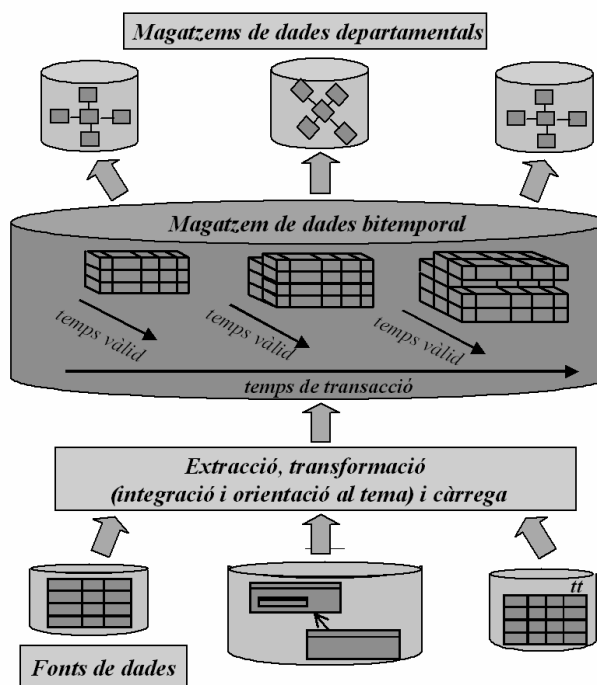 Magatzems de dades departamentals
Magatzem de dades bitemporal
temps vàlid
temps vàlid
temps vàlid
temps de transacció
Extracció, transformació
(integració i orientació al tema) i càrrega
tt
Fonts de dades